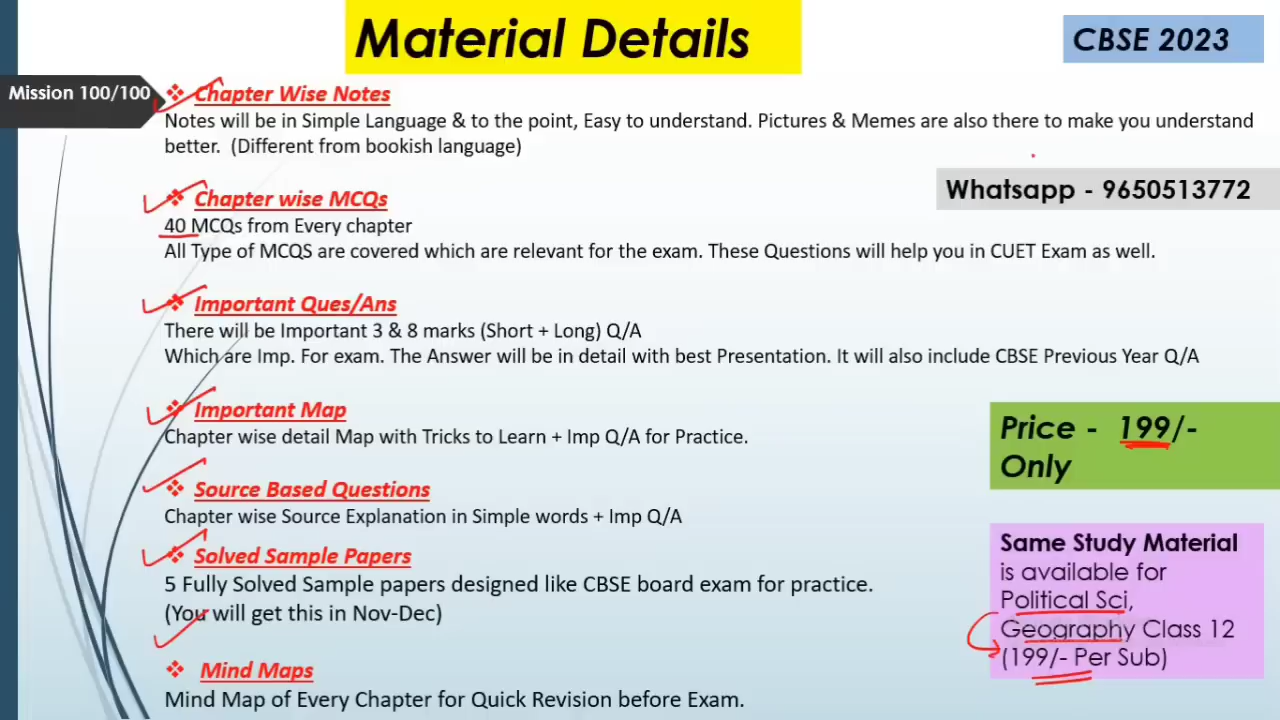 Material Details
CBSE 2023
Mission 100/100
Chapter Wise Notes
Notes will be in Simple Language & to the point, Easy to understand. Pictures & Memes are also there to make you understand
better. (Different from bookish language)
Whatsapp - 9650513772
Chapter wise MCQs
40 MCQs from Every chapter
All Type of MCQS are covered which are relevant for the exam. These Questions will help you in CUET Exam as well.
Important Ques/Ans
There will be Important 3 & 8 marks (Short + Long) Q/A
Which are Imp. For exam. The Answer will be in detail with best Presentation. It will also include CBSE Previous Year Q/A
Important Map
Chapter wise detail Map with Tricks to Learn + Imp Q/A for Practice.
Price - 199/-
Only
Source Based Questions
Chapter wise Source Explanation in Simple words + Imp Q/A
Solved Sample Papers
5 Fully Solved Sample papers designed like CBSE board exam for practice.
(You will get this in Nov-Dec)
Same Study Material
is available for
Political Sci,
Geography Class 12
(199/- Per Sub)
Mind Maps
Mind Map of Every Chapter for Quick Revision before Exam.